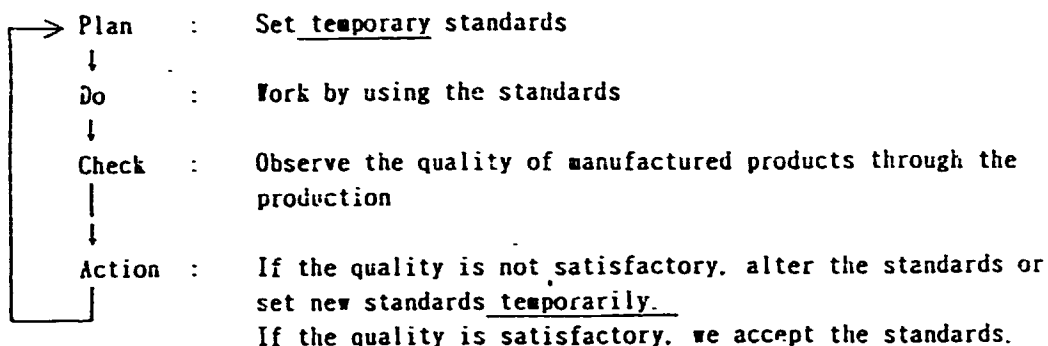 Plan : Set temporary standards
Do : Work by using the standards
Check : Observe the quality of manufactured products through the
production
Action : If the quality is not satisfactory. alter the standards or
set new standards temporarily.
If the quality is satisfactory, we accept the standards.